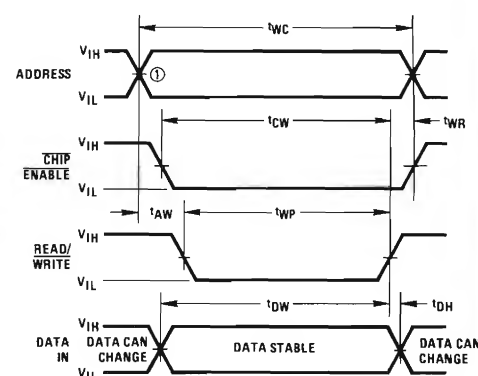 tWC
VIH
ADDRESS
①
VIL
tCW
tWR
VIH
CHIP
ENABLE
VIL
tAW
tWP
VIH
READ/
WRITE
VIL
tDW
tDH
VIH
DATA IN
DATA CAN CHANGE
DATA STABLE
DATA CAN CHANGE
VIL